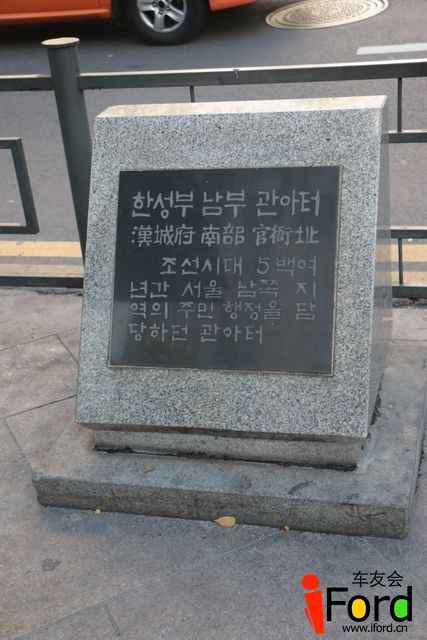 한성부 남부 관아터
漢城府 南部 官衙址
조선시대 5백여
년간 서울 남쪽 지
역의 주민 행정을 담
당하던 관아터
车友会
iFord
www.iford.cn